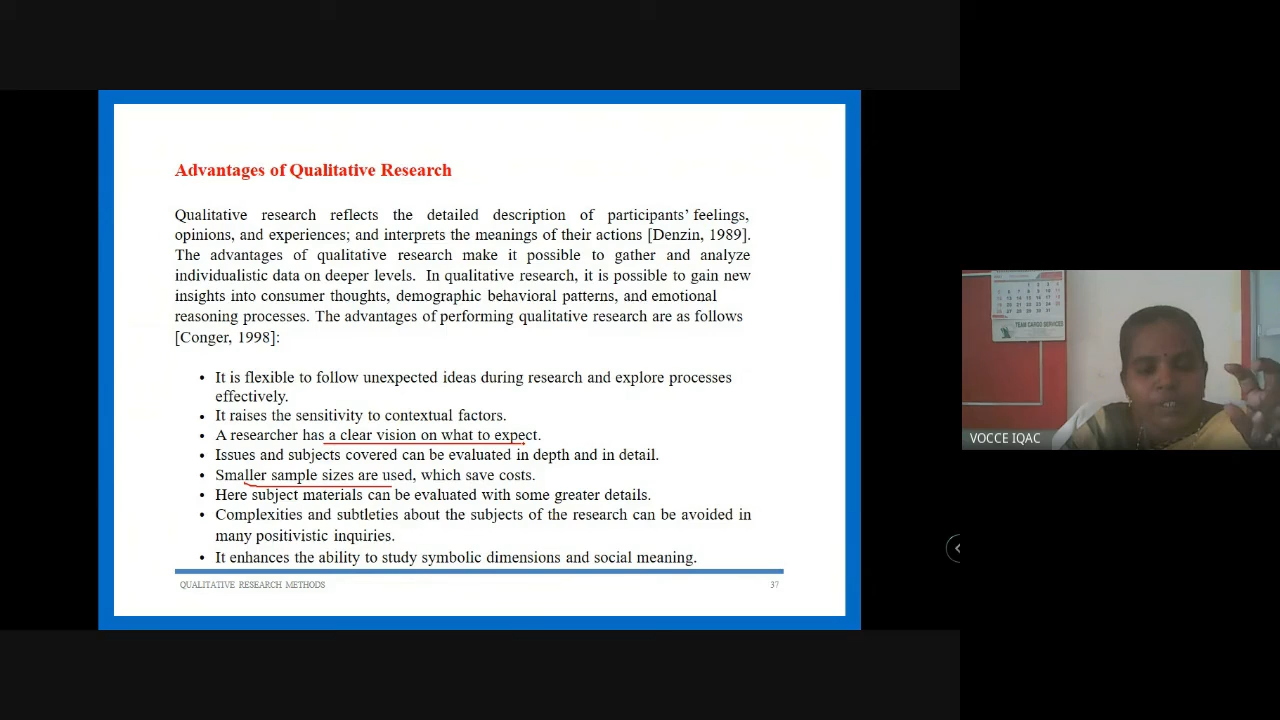 Advantages of Qualitative Research
Qualitative research reflects the detailed description of participants' feelings,
opinions, and experiences; and interprets the meanings of their actions [Denzin, 1989].
The advantages of qualitative research make it possible to gather and analyze
individualistic data on deeper levels. In qualitative research, it is possible to gain new
insights into consumer thoughts, demographic behavioral patterns, and emotional
reasoning processes. The advantages of performing qualitative research are as follows
[Conger, 1998]:
• It is flexible to follow unexpected ideas during research and explore processes
effectively.
• It raises the sensitivity to contextual factors.
• A researcher has a clear vision on what to expect.
• Issues and subjects covered can be evaluated in depth and in detail.
• Smaller sample sizes are used, which save costs.
• Here subject materials can be evaluated with some greater details.
• Complexities and subtleties about the subjects of the research can be avoided in
many positivistic inquiries.
• It enhances the ability to study symbolic dimensions and social meaning.
QUALITATIVE RESEARCH METHODS
37
TEAM CARGO SERVICES
VOCCE IQAC